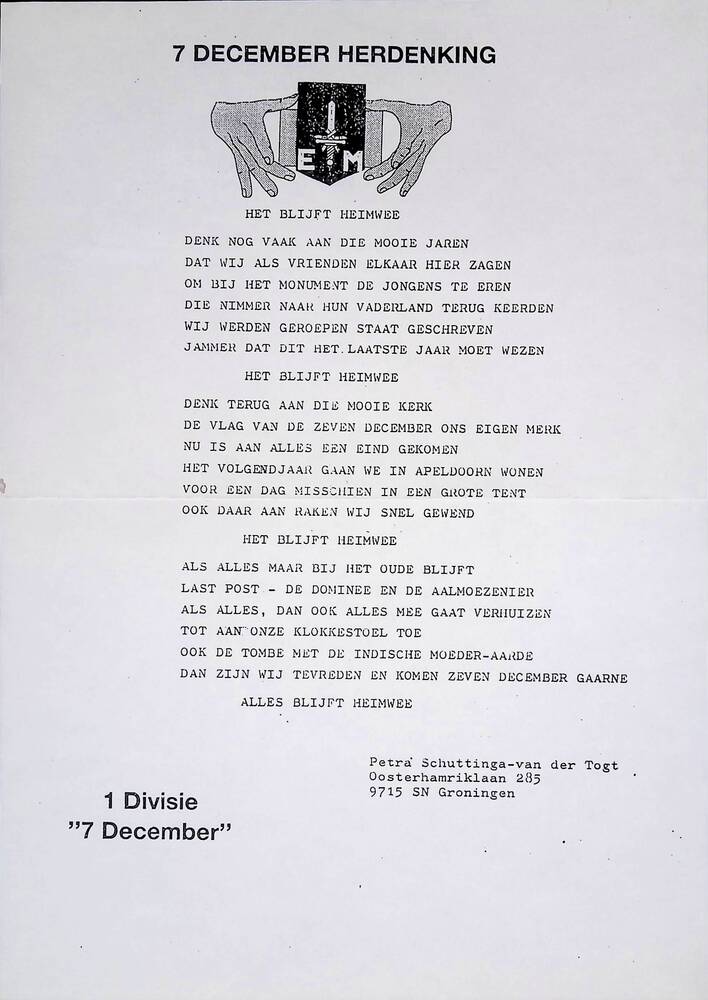 7 DECEMBER HERDENKING
E M
HET BLIJFT HEIMWEE
DENK NOG VAAK AAN DIE MOOIE JAREN
DAT WIJ ALS VRIENDEN ELKAAR HIER ZAGEN
OM BIJ HET MONUMENT DE JONGENS TE EREN
DIE NIMMER NAAR HUN VADERLAND TERUG KEERDEN
WIJ WERDEN GEROEPEN STAAT GESCHREVEN
JAMMER DAT DIT HET.LAATSTE JAAR MOET WEZEN
HET BLIJFT HEIMWEE
DENK TERUG AAN DIE MOOIE KERK
DE VLAG VAN DE ZEVEN DECEMBER ONS EIGEN MERK
NU IS AAN ALLES EEN EIND GEKOMEN
HET VOLGENDJAAR GAAN WE IN APELDOORN WONEN
VOOR EEN DAG MISSCHIEN IN EEN GROTE TENT
OOK DAAR AAN RAKEN WIJ SNEL GEWEND
HET BLIJFT HEIMWEE
ALS ALLES MAAR BIJ HET OUDE BLIJFT
LAST POST - DE DOMINEE EN DE AALMOEZENIER
ALS ALLES, DAN OOK ALLES MEE GAAT VERHUIZEN
TOT AAN ONZE KLOKKESTOEL TOE
OOK DE TOMBE MET DE INDISCHE MOEDER-AARDE
DAN ZIJN WIJ TEVREDEN EN KOMEN ZEVEN DECEMBER GAARNE
ALLES BLIJFT HEIMWEE
Petra Schuttinga-van der Togt
Oosterhamriklaan 285
9715 SN Groningen
1 Divisie
”7 December”